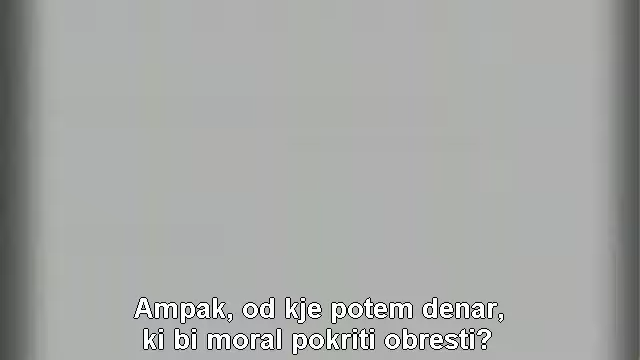 Ampak, od kje potem denar,
ki bi moral pokriti obresti?